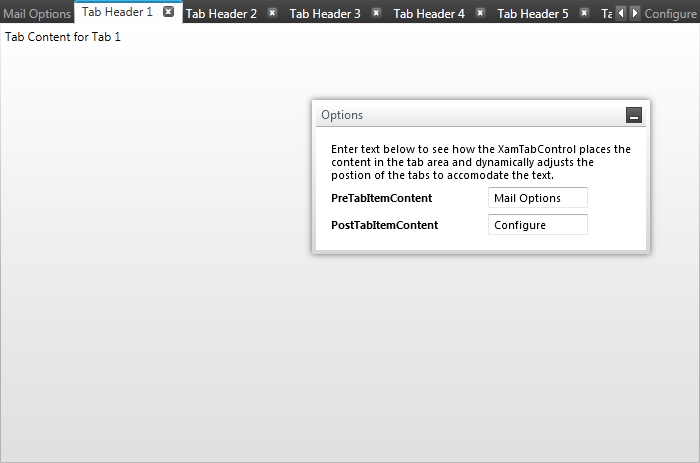 Mail Options Tab Header 1 Tab Header 2 Tab Header 3 Tab Header 4 Tab Header 5 Ta Configure
Tab Content for Tab 1
Options
Enter text below to see how the XamTabControl places the
content in the tab area and dynamically adjusts the
postion of the tabs to accomodate the text.
PreTabItemContent Mail Options
PostTabItemContent Configure